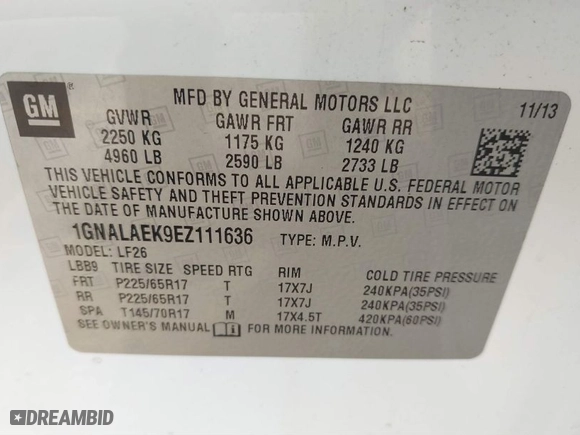 GM
MFD BY GENERAL MOTORS LLC 11/13
GVWR GAWR FRT GAWR RR
2250 KG 1175 KG 1240 KG
4960 LB 2590 LB 2733 LB
THIS VEHICLE CONFORMS TO ALL APPLICABLE U.S. FEDERAL MOTOR
VEHICLE SAFETY AND THEFT PREVENTION STANDARDS IN EFFECT ON
THE DATE OF MANUFACTURE SHOWN ABOVE.
1GNALAEK9EZ111636 TYPE: M.P.V.
MODEL: LF26
LBB9 TIRE SIZE SPEED RTG RIM COLD TIRE PRESSURE
FRT P225/65R17 T 17X7J 240KPA(35PSI)
RR P225/65R17 T 17X7J 240KPA(35PSI)
SPA T145/70R17 M 17X4.5T 420KPA(60PSI)
SEE OWNER'S MANUAL FOR MORE INFORMATION.
DREAMBID